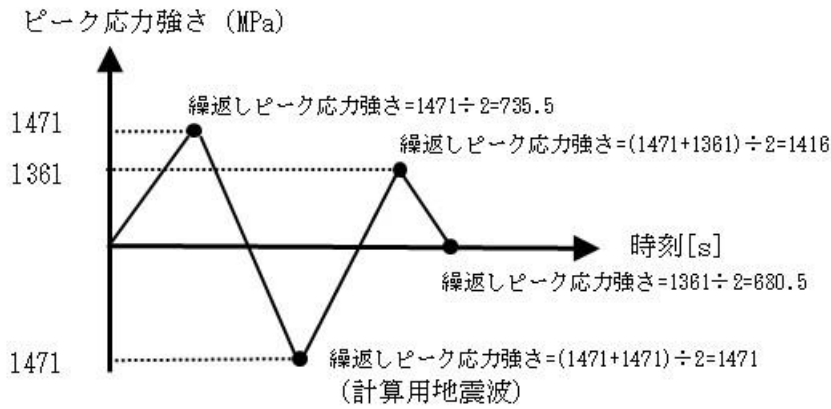 ピーク応力強さ (MPa)
繰返しピーク応力強さ=1471÷2=735.5
1471
繰返しピーク応力強さ=(1471+1361)÷2=1416
1361
時刻[s]
繰返しピーク応力強さ=1361÷2=680.5
1471
繰返しピーク応力強さ=(1471+1471)÷2=1471
(計算用地震波)